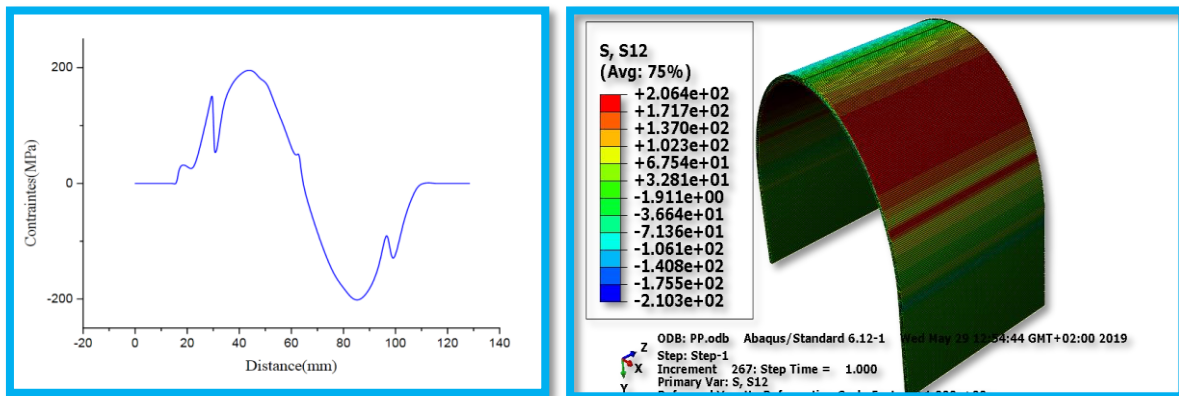 200
0
-200
-20
0
20
40
60
80
100
120
140
Contraintes(MPa)
Distance(mm)
S, S12
(Avg: 75%)
+2.064e+02
+1.717e+02
+1.370e+02
+1.023e+02
+6.754e+01
+3.281e+01
-1.911e+00
-3.664e+01
-7.136e+01
-1.061e+02
-1.408e+02
-1.755e+02
-2.103e+02
ODB: PP.odb Abaqus/Standard 6.12-1 Wed May 29 12:54:44 GMT+02:00 2019
Z
X
Y
Step: Step-1
Increment 267: Step Time = 1.000
Primary Var: S, S12